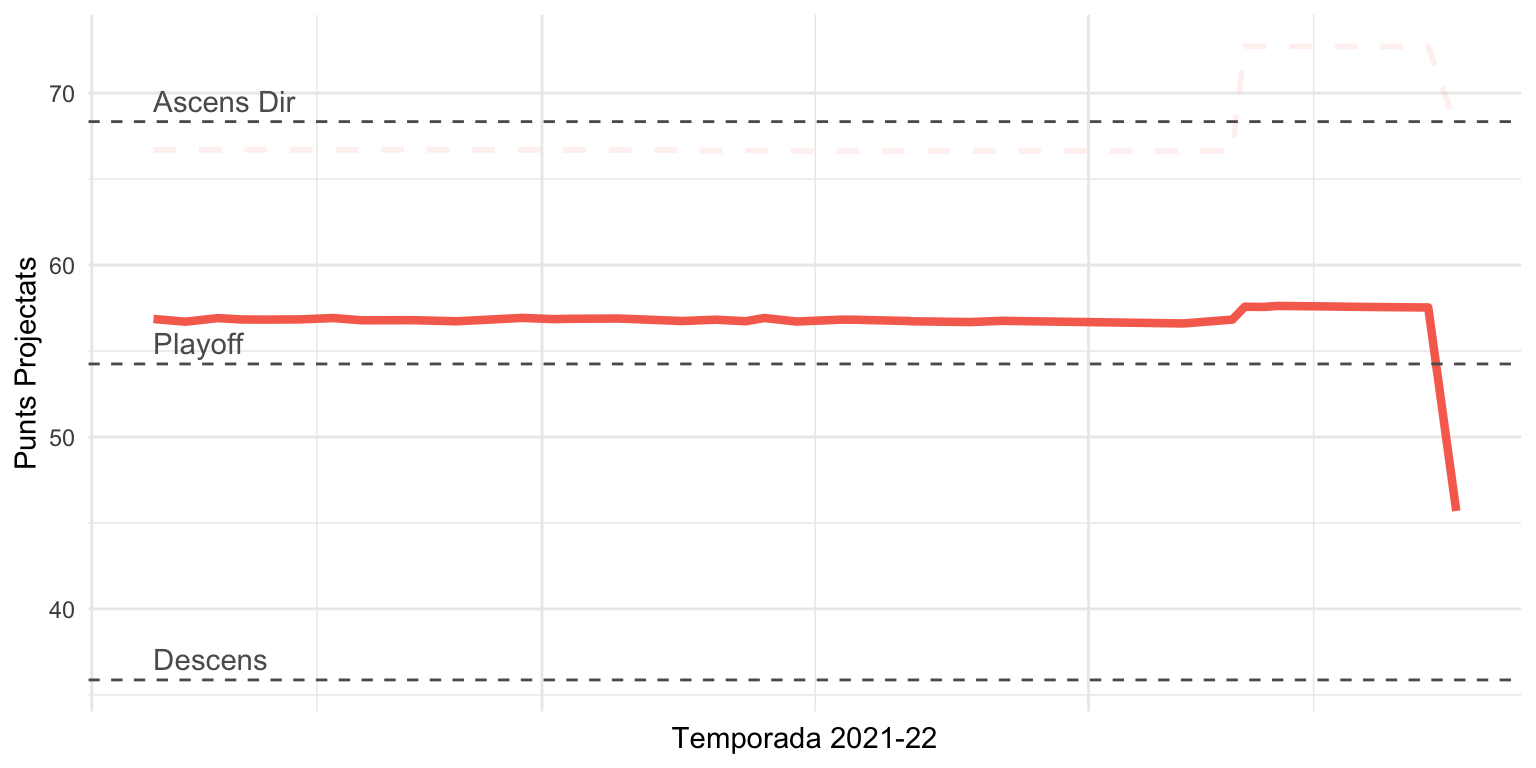 70
Ascens Dir
60
Playoff
50
40
Descens
Punts Projectats
Temporada 2021-22